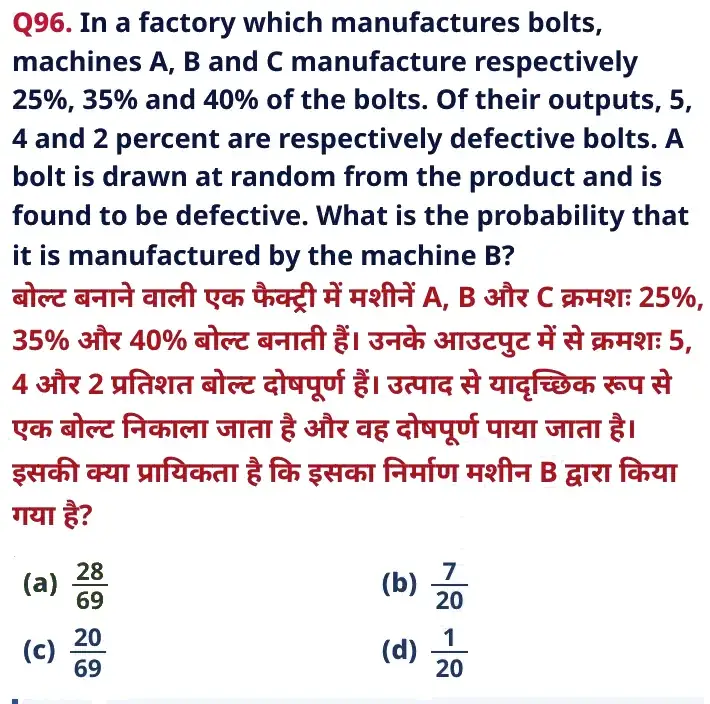 Q96. In a factory which manufactures bolts,
machines A, B and C manufacture respectively
25%, 35% and 40% of the bolts. Of their outputs, 5,
4 and 2 percent are respectively defective bolts. A
bolt is drawn at random from the product and is
found to be defective. What is the probability that
it is manufactured by the machine B?
बोल्ट बनाने वाली एक फैक्ट्री में मशीनें A, B और C क्रमशः 25%,
35% और 40% बोल्ट बनाती हैं। उनके आउटपुट में से क्रमशः 5,
4 और 2 प्रतिशत बोल्ट दोषपूर्ण हैं। उत्पाद से यादृच्छिक रूप से
एक बोल्ट निकाला जाता है और वह दोषपूर्ण पाया जाता है।
इसकी क्या प्रायिकता है कि इसका निर्माण मशीन B द्वारा किया
गया है?
(a) 28/69 (b) 7/20
(c) 20/69 (d) 1/20